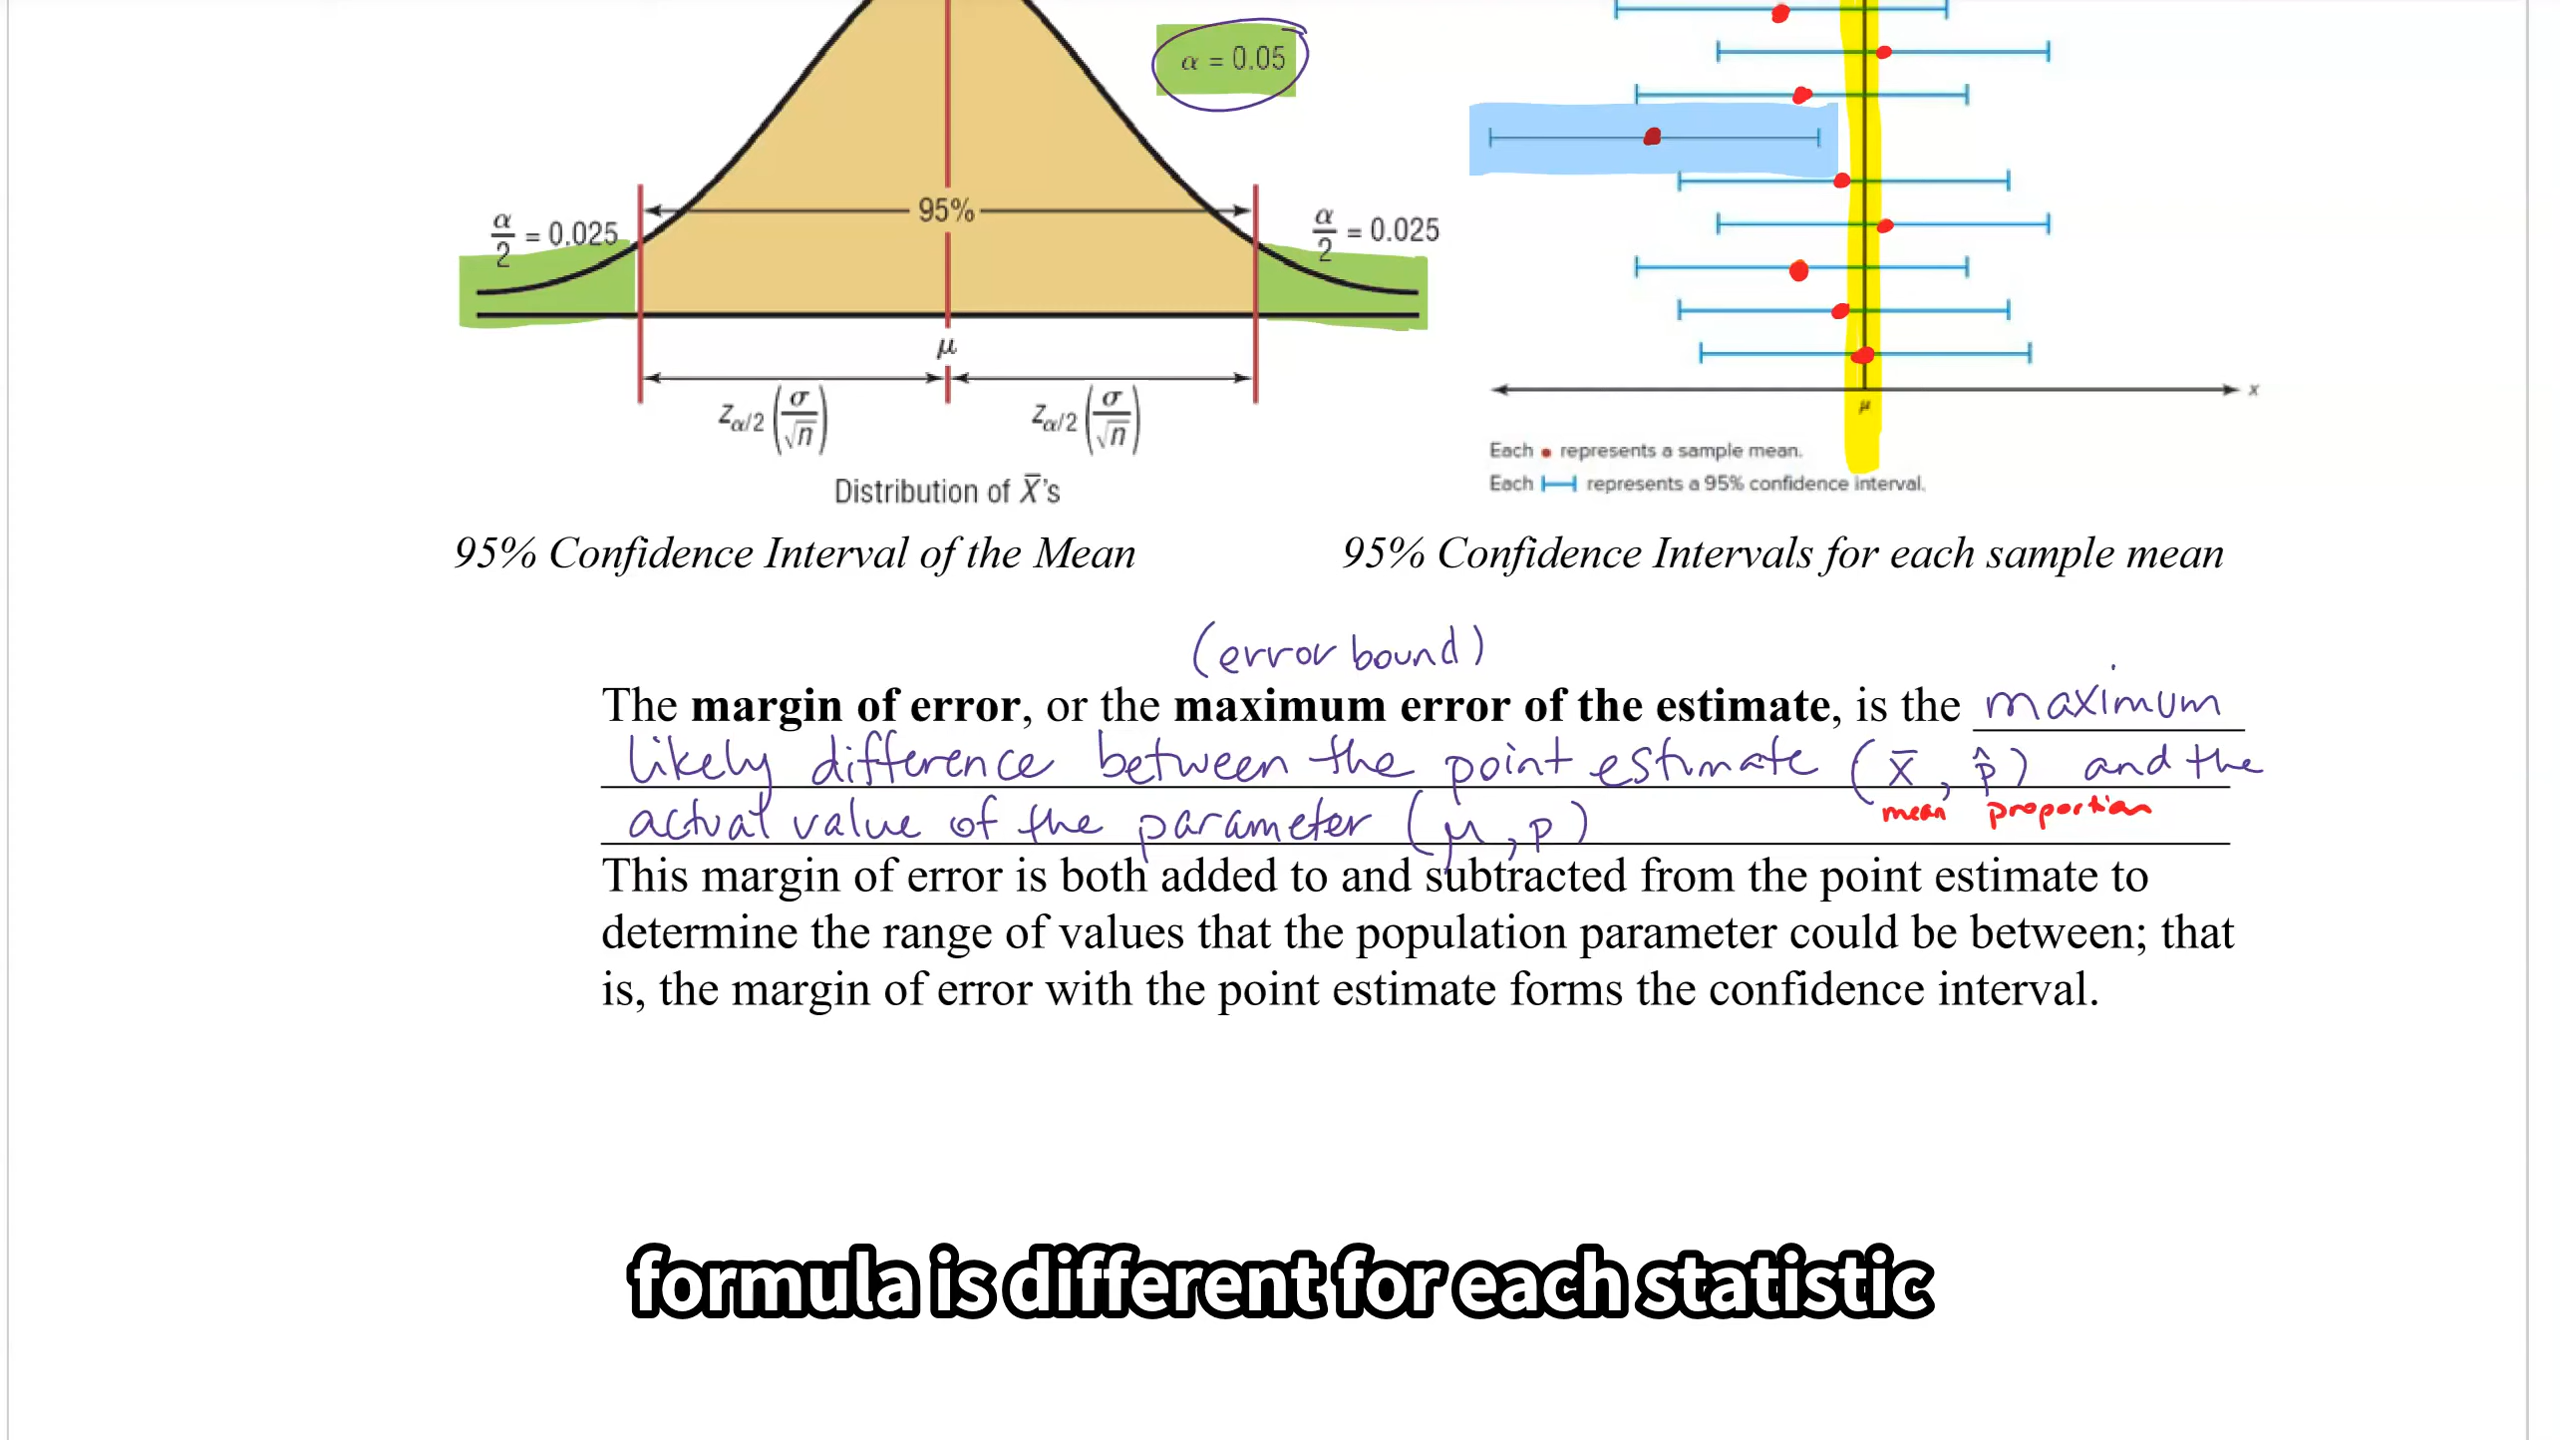 α = 0.05
α/2 = 0.025
95%
α/2 = 0.025
μ
zα/2 (σ/√n)
zα/2 (σ/√n)
Distribution of X̄'s
x
μ
Each • represents a sample mean.
Each represents a 95% confidence interval.
95% Confidence Interval of the Mean
95% Confidence Intervals for each sample mean
(error bound)
The margin of error, or the maximum error of the estimate, is the maximum
likely difference between the point estimate (x̄, p̂) and the
mean proportion
actual value of the parameter (μ, p)
This margin of error is both added to and subtracted from the point estimate to
determine the range of values that the population parameter could be between; that
is, the margin of error with the point estimate forms the confidence interval.
formula is different for each statistic